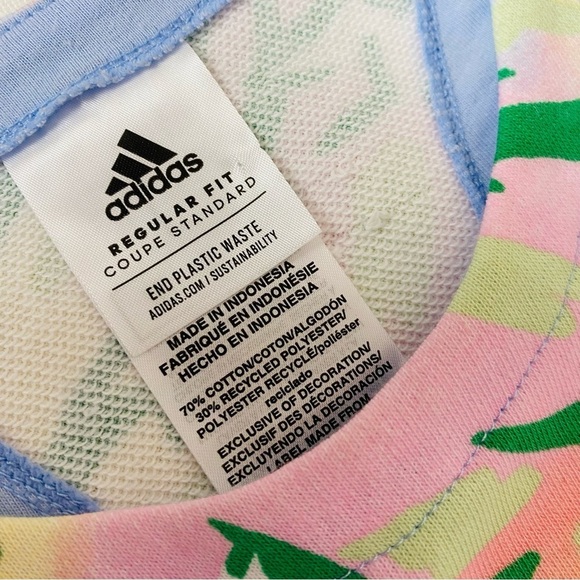 adidas
REGULAR FIT
COUPE STANDARD
END PLASTIC WASTE
ADIDAS.COM / SUSTAINABILITY
MADE IN INDONESIA
FABRIQUÉ EN INDONÉSIE
HECHO EN INDONESIA
70% COTTON/COTON/ALGODÓN
30% RECYCLED POLYESTER/
POLYESTER RECYCLÉ/poliéster
reciclado
EXCLUSIVE OF DECORATION/
EXCLUSIF DES DÉCORATIONS/
EXCLUYENDO LA DECORACIÓN
LABEL MADE FROM